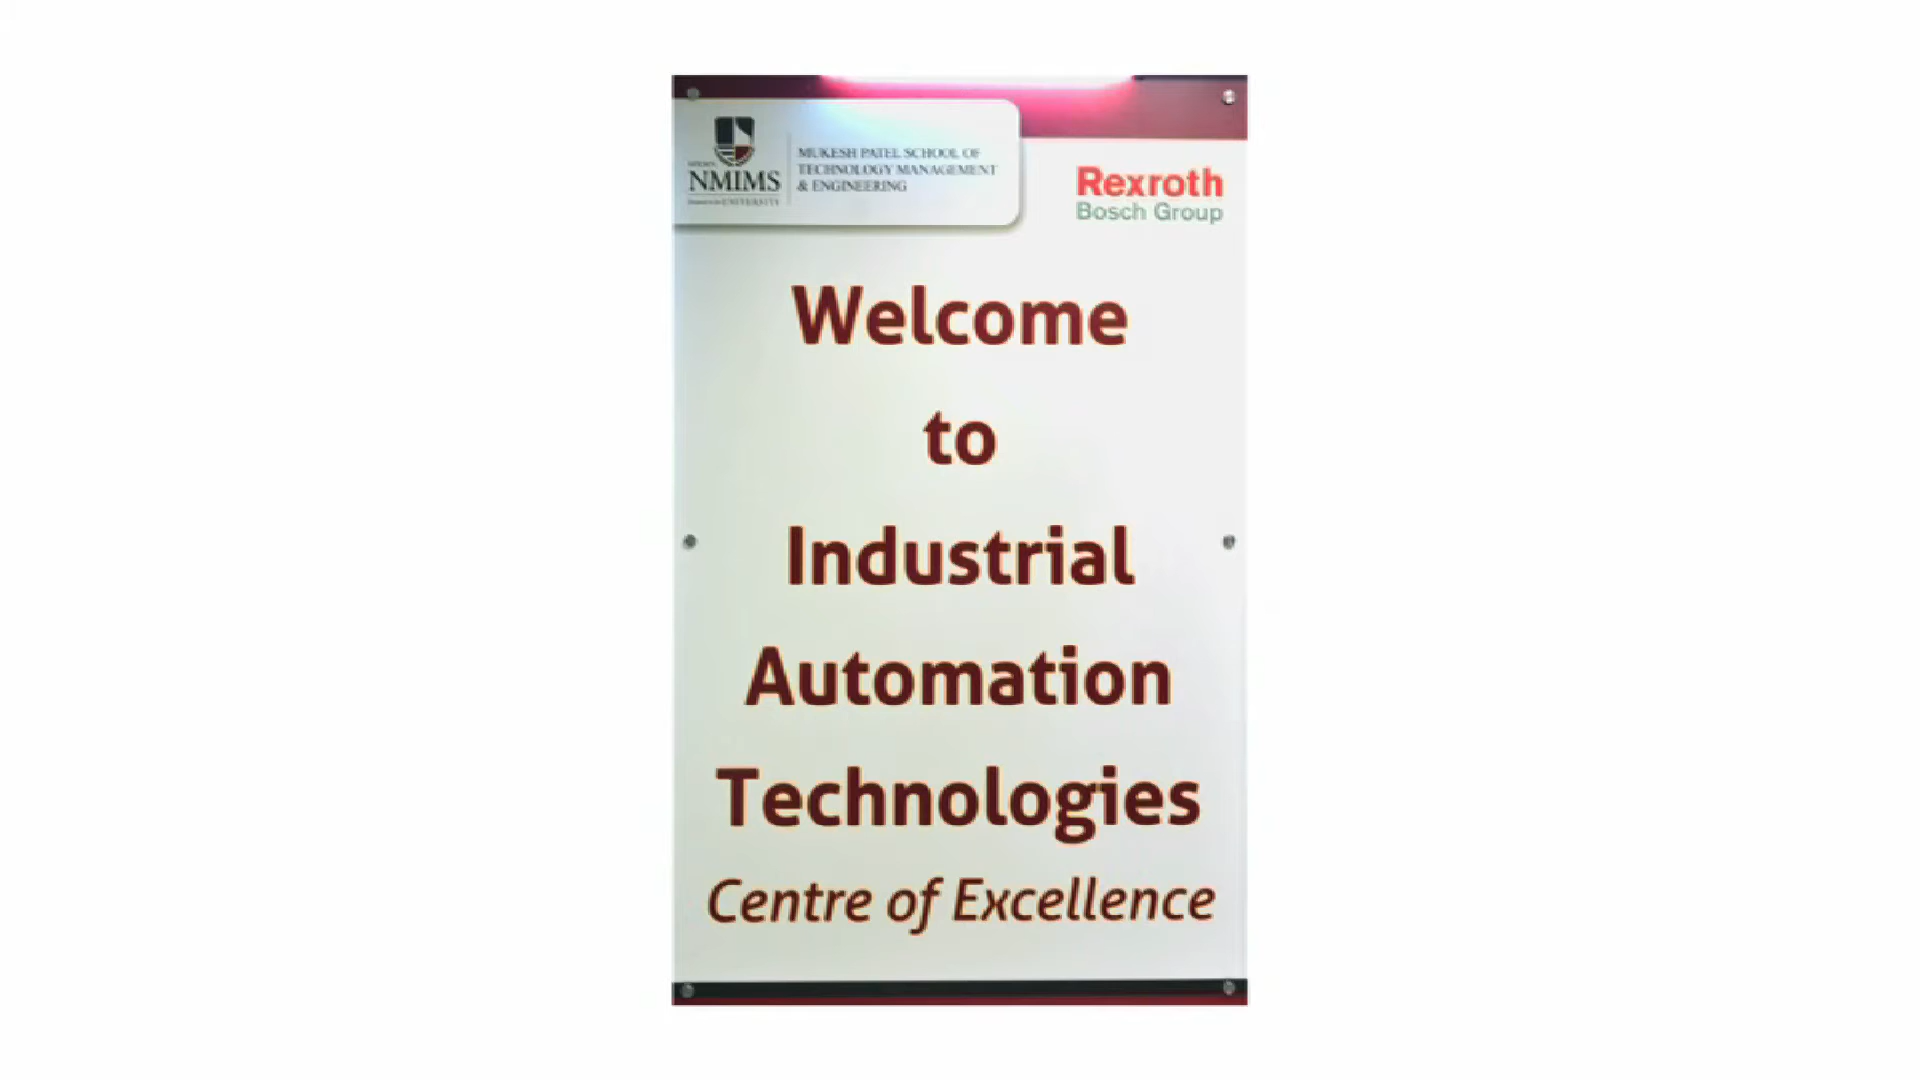 NMIMS
UNIVERSITY
MUKESH PATEL SCHOOL OF
TECHNOLOGY MANAGEMENT
& ENGINEERING
Rexroth
Bosch Group
Welcome
to
Industrial
Automation
Technologies
Centre of Excellence